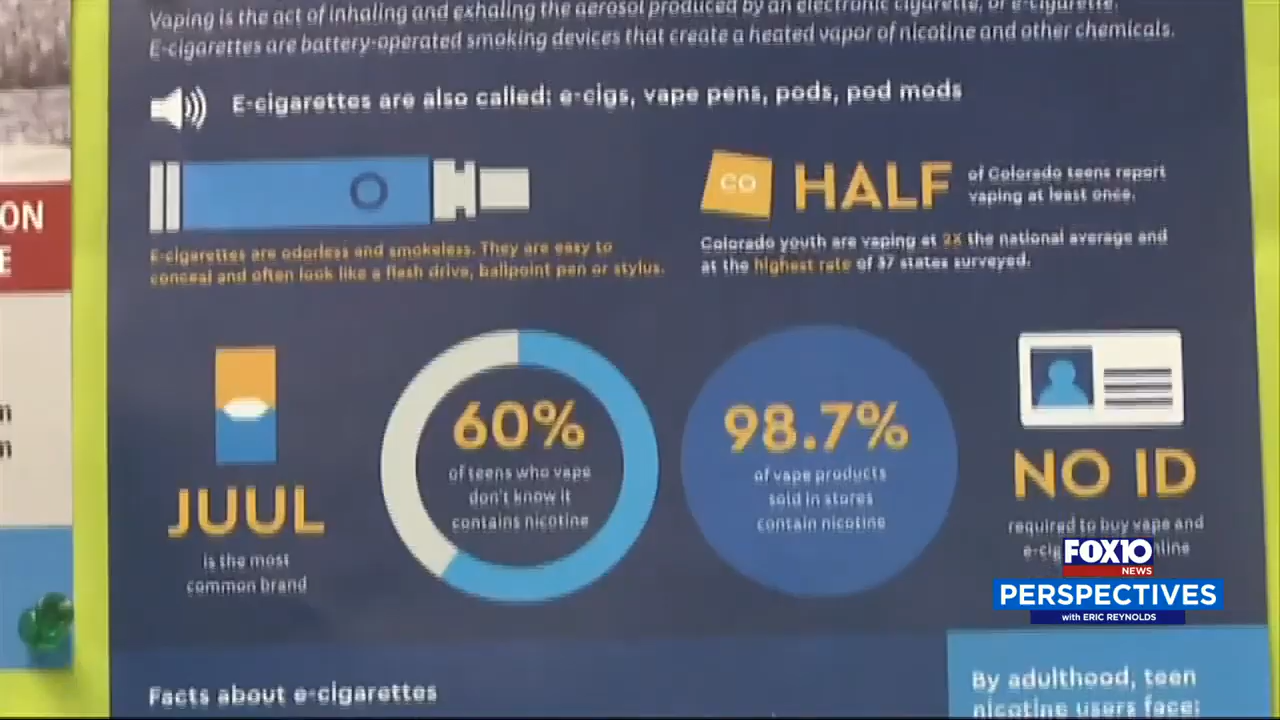 Vaping is the act of inhaling and exhaling the aerosol produced by an electronic cigarette, or e-cigarette.
E-cigarettes are battery-operated smoking devices that create a heated vapor of nicotine and other chemicals.
E-cigarettes are also called: e-cigs, vape pens, pods, pod mods
E-cigarettes are odorless and smokeless. They are easy to
conceal and often look like a flash drive, ballpoint pen or stylus.
CO
HALF
of Colorado teens report
vaping at least once.
Colorado youth are vaping at 2X the national average and
at the highest rate of 37 states surveyed.
JUUL
is the most
common brand
60%
of teens who vape
don't know it
contains nicotine
98.7%
of vape products
sold in stores
contain nicotine
NO ID
required to buy vape and
ON
E
n
n
FOX10
NEWS
PERSPECTIVES
with ERIC REYNOLDS
Facts about e-cigarettes
By adulthood, teen
nicotine users face: